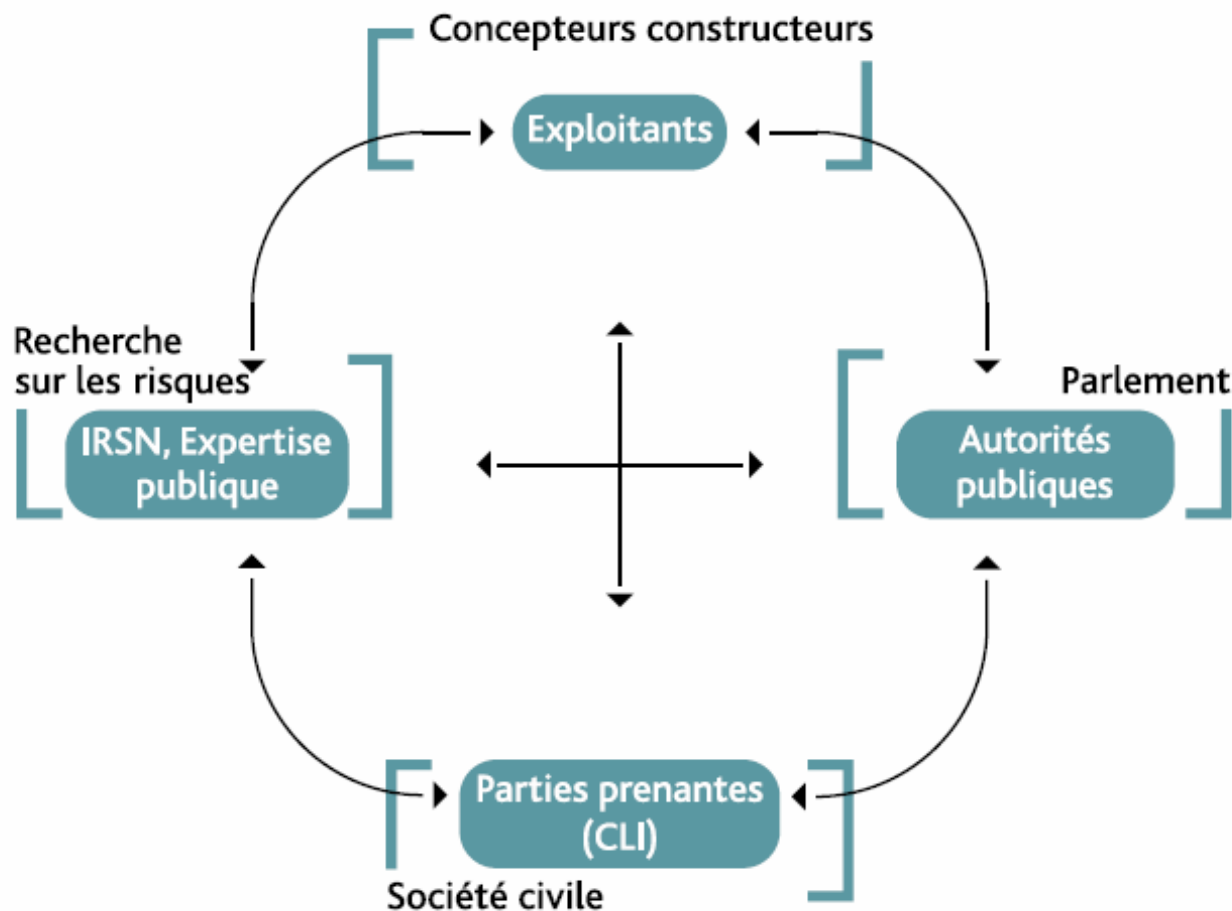 Concepteurs constructeurs
Exploitants
Recherche
sur les risques
IRSN, Expertise
publique
Parlement
Autorités
publiques
Parties prenantes
(CLI)
Société civile